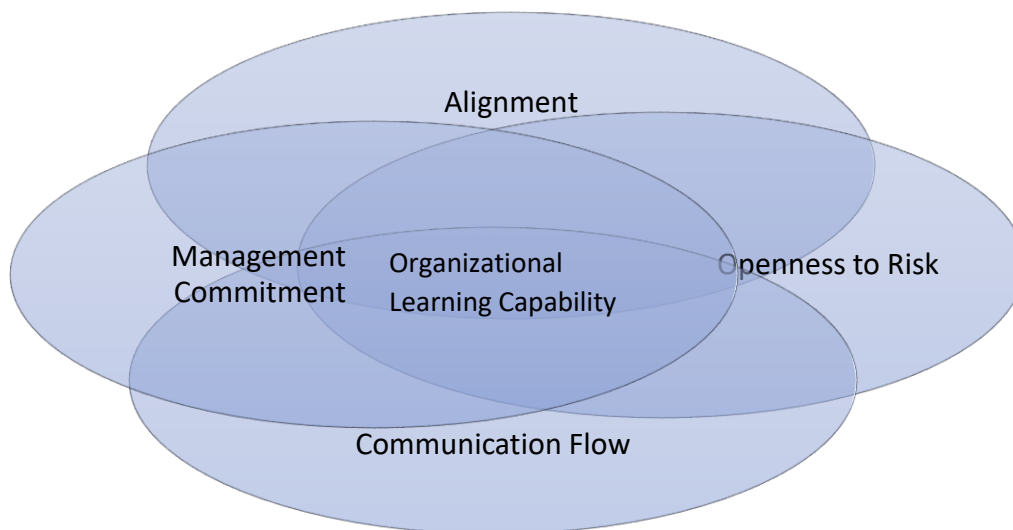 Alignment
Management
Commitment
Organizational
Learning Capability
Openness to Risk
Communication Flow